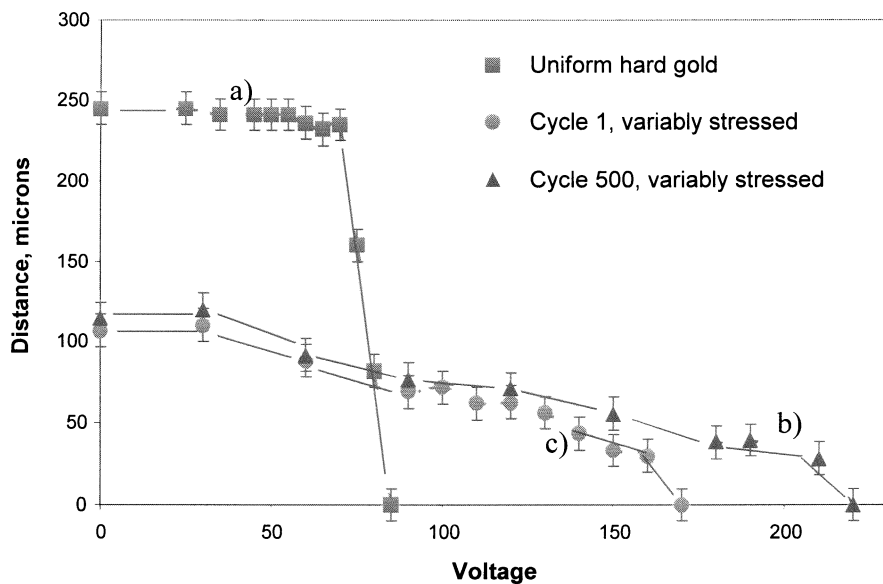 300
250
200
150
100
50
0
Distance, microns
a)
b)
c)
Uniform hard gold
Cycle 1, variably stressed
Cycle 500, variably stressed
0 50 100 150 200
Voltage